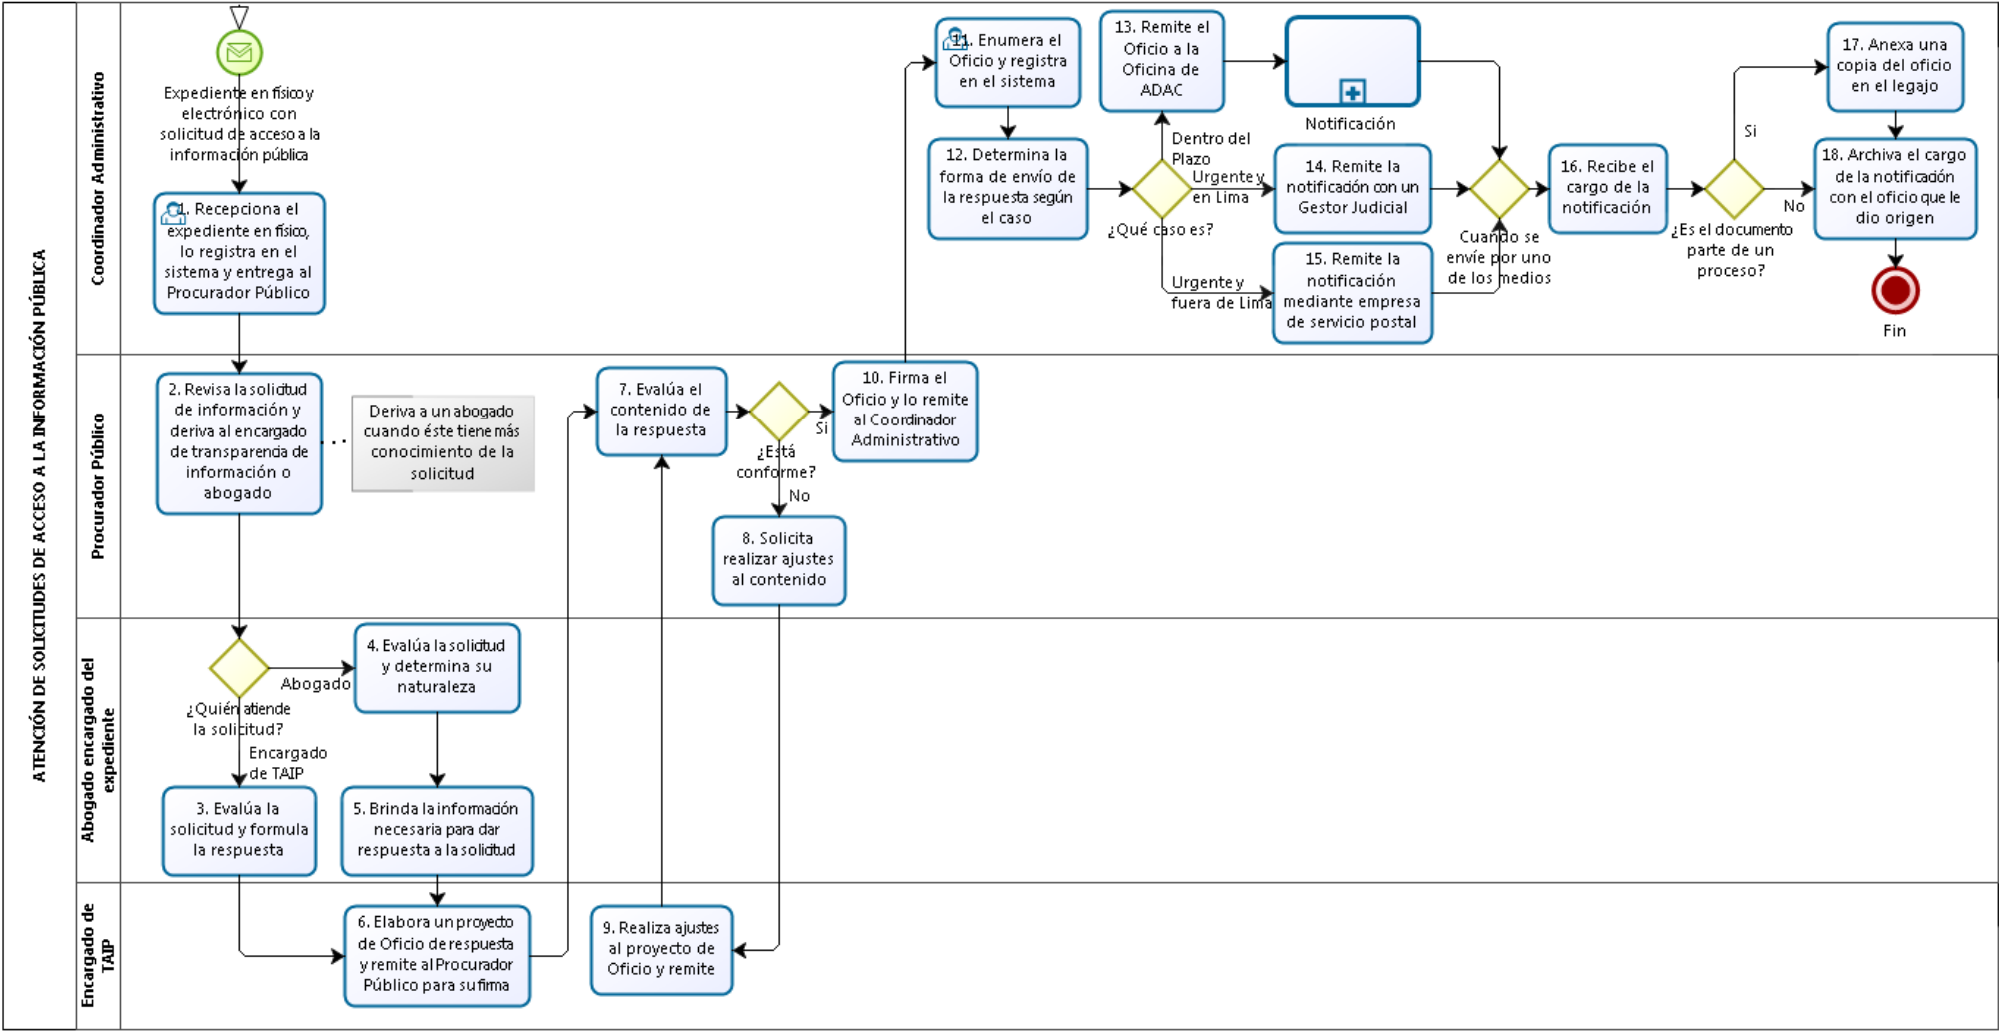 ATENCIÓN DE SOLICITUDES DE ACCESO A LA INFORMACIÓN PÚBLICA
Coordinador Administrativo
Expediente en físico y
electrónico con
solicitud de acceso a la
información pública
1. Recepciona el
expediente en físico,
lo registra en el
sistema y entrega al
Procurador Público
11. Enumera el
Oficio y registra
en el sistema
12. Determina la
forma de envío de
la respuesta según
el caso
¿Qué caso es?
Dentro del
Plazo
Urgente y
en Lima
Urgente y
fuera de Lima
13. Remite el
Oficio a la
Oficina de
ADAC
Notificación
14. Remite la
notificación con un
Gestor Judicial
15. Remite la
notificación
mediante empresa
de servicio postal
Cuando se
envíe por uno
de los medios
16. Recibe el
cargo de la
notificación
¿Es el documento
parte de un
proceso?
Si
No
17. Anexa una
copia del oficio
en el legajo
18. Archiva el cargo
de la notificación
con el oficio que le
dio origen
Fin
Procurador Público
2. Revisa la solicitud
de información y
deriva al encargado
de transparencia de
información o
abogado
Deriva a un abogado
cuando éste tiene más
conocimiento de la
solicitud
7. Evalúa el
contenido de
la respuesta
¿Está
conforme?
Si
No
8. Solicita
realizar ajustes
al contenido
10. Firma el
Oficio y lo remite
al Coordinador
Administrativo
Abogado encargado del
expediente
¿Quién atiende
la solicitud?
Abogado
Encargado
de TAIP
4. Evalúa la solicitud
y determina su
naturaleza
3. Evalúa la
solicitud y formula
la respuesta
5. Brinda la información
necesaria para dar
respuesta a la solicitud
Encargado de
TAIP
6. Elabora un proyecto
de Oficio de respuesta
y remite al Procurador
Público para su firma
9. Realiza ajustes
al proyecto de
Oficio y remite